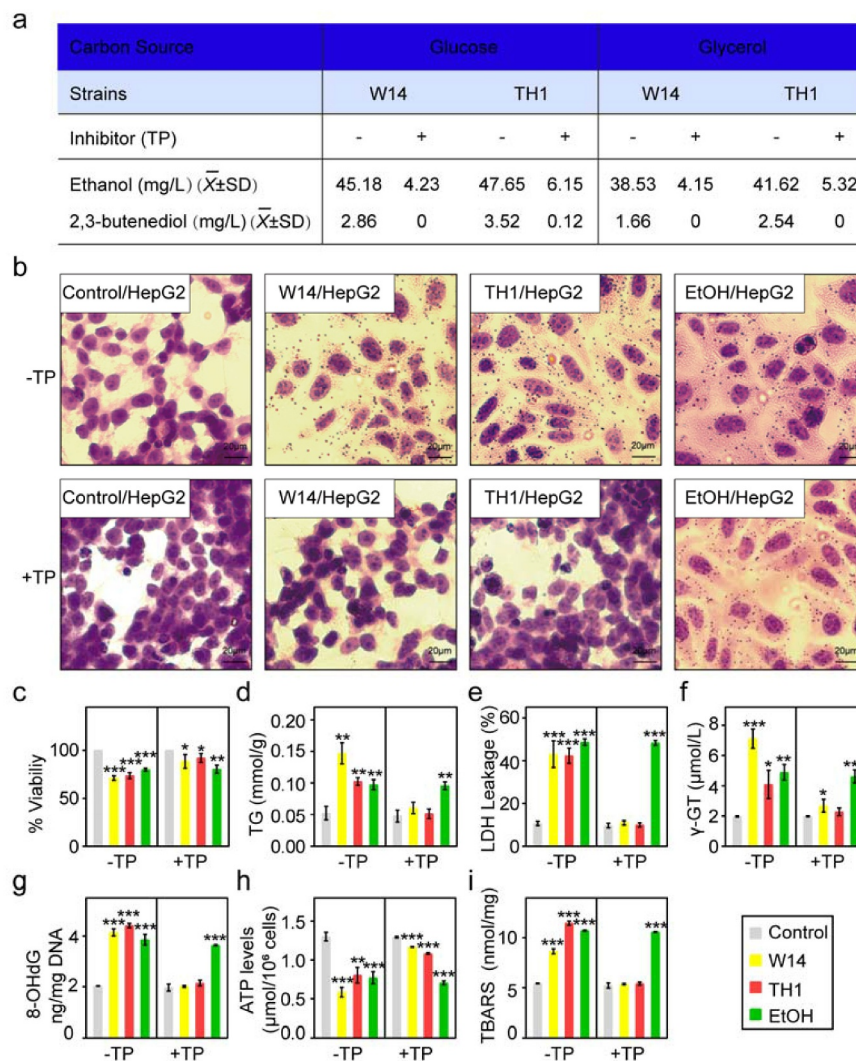 a
Carbon Source Glucose Glycerol
Strains W14 TH1 W14 TH1
Inhibitor (TP) - + - + - + - +
Ethanol (mg/L) (X̅±SD) 45.18 4.23 47.65 6.15 38.53 4.15 41.62 5.32
2,3-butenediol (mg/L) (X̅±SD) 2.86 0 3.52 0.12 1.66 0 2.54 0
b
Control/HepG2 W14/HepG2 TH1/HepG2 EtOH/HepG2
-TP
20μm 20μm 20μm 20μm
Control/HepG2 W14/HepG2 TH1/HepG2 EtOH/HepG2
+TP
20μm 20μm 20μm 20μm
c
% Viabiliy
100
75
50
*** *** *** * * **
-TP +TP
d
TG (mmol/g)
0.20
0.15
0.10
0.05
0.00
** ** ** **
-TP +TP
e
LDH Leakage (%)
60
40
20
0
*** *** *** ***
-TP +TP
f
γ-GT (μmol/L)
8
6
4
2
0
*** * ** * **
-TP +TP
g
8-OHdG
ng/mg DNA
4
2
0
*** *** *** ***
-TP +TP
h
ATP levels
(μmol/10⁶ cells)
1.5
1.0
0.5
0.0
*** ** *** *** *** ***
-TP +TP
i
TBARS (nmol/mg)
10
5
0
*** *** *** ***
-TP +TP
Control
W14
TH1
EtOH